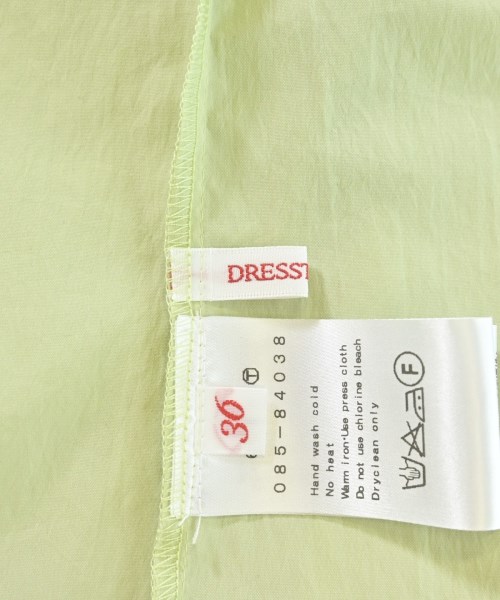 DRESST
36
T
085-84038
Hand wash cold
No heat
Warm iron·Use press cloth
Do not use chlorine bleach
Dryclean only
F